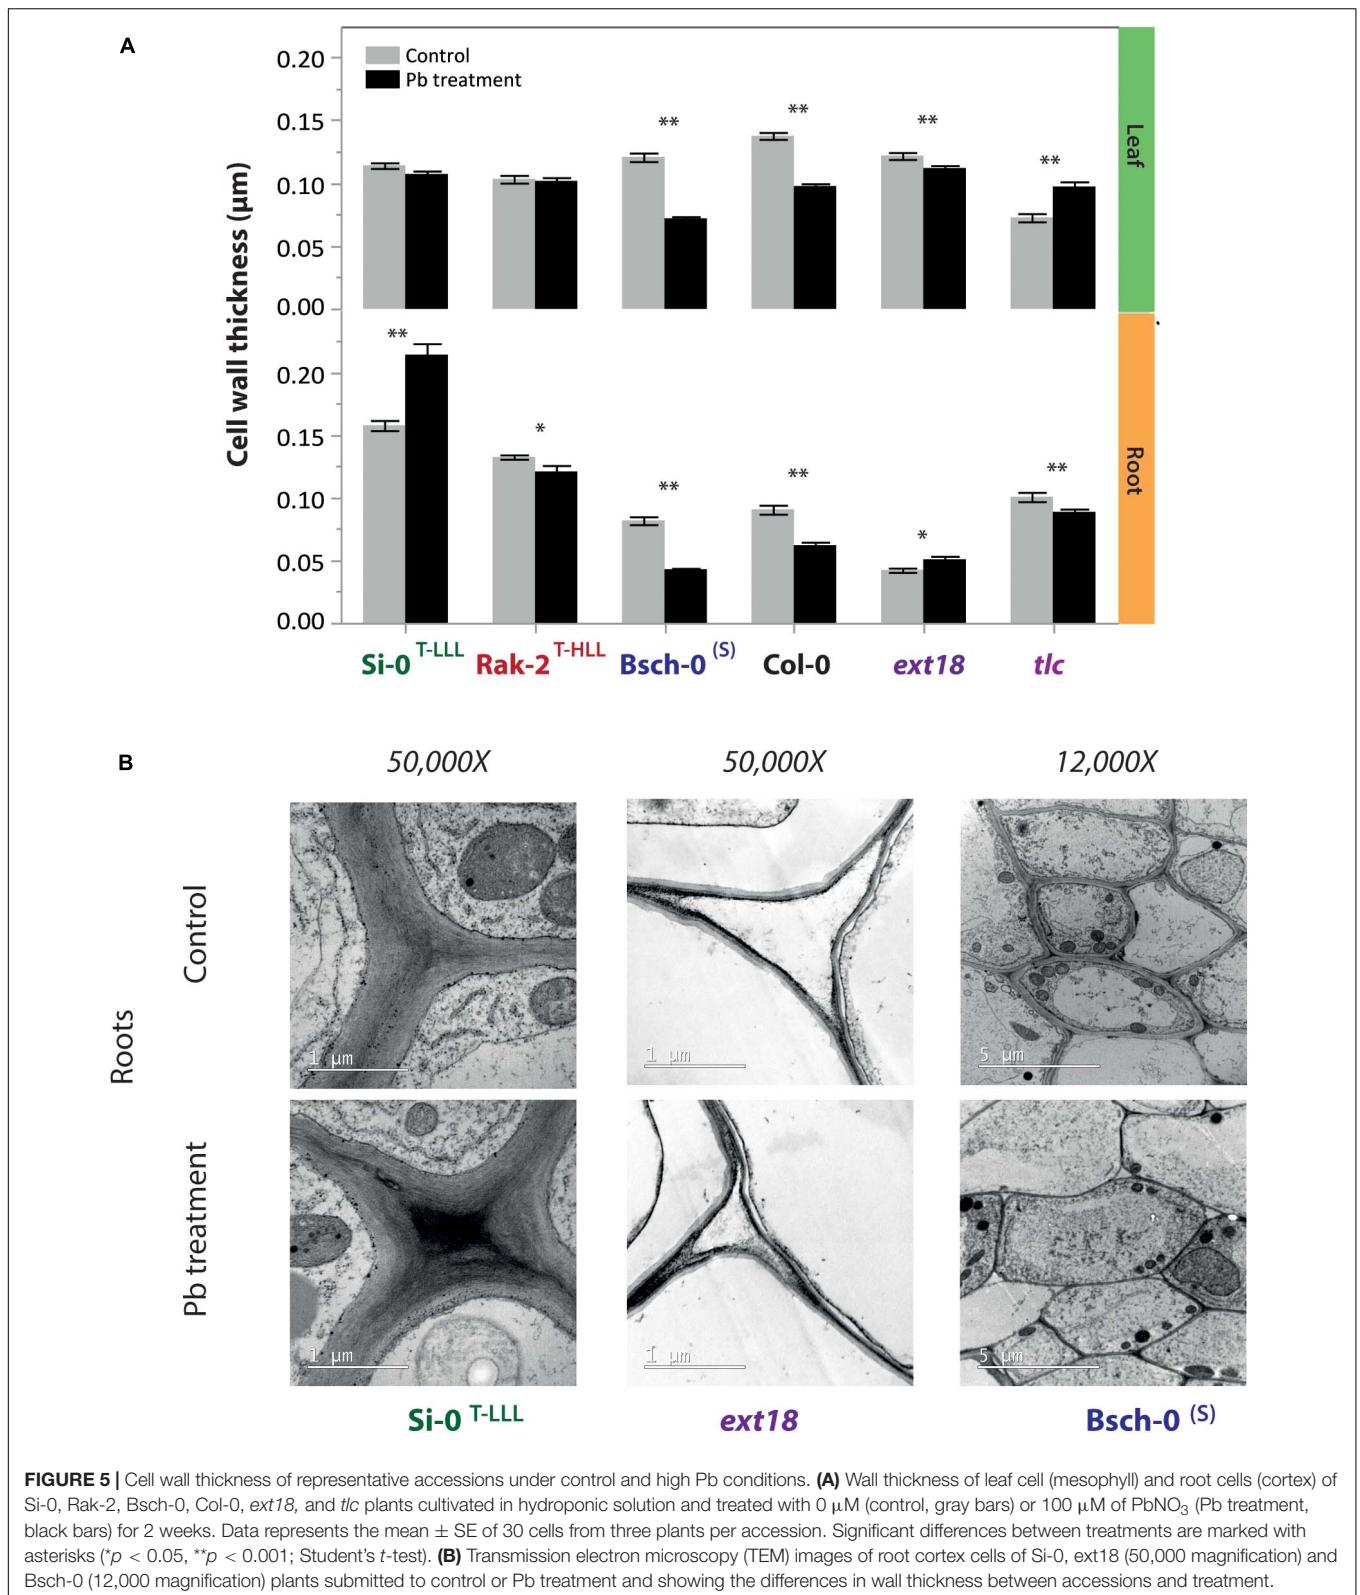 A
Control
Pb treatment
Cell wall thickness (µm)
0.20
0.15
0.10
0.05
0.00
** ** ** **
Leaf
0.20
0.15
0.10
0.05
0.00
** * ** ** * **
Root
Si-0 T-LLL Rak-2 T-HLL Bsch-0 (S) Col-0 ext18 tlc
B
50,000X 50,000X 12,000X
Roots
Control
1 µm 1 µm 5 µm
Pb treatment
1 µm 1 µm 5 µm
Si-0 T-LLL ext18 Bsch-0 (S)
FIGURE 5 | Cell wall thickness of representative accessions under control and high Pb conditions. (A) Wall thickness of leaf cell (mesophyll) and root cells (cortex) of
Si-0, Rak-2, Bsch-0, Col-0, ext18, and tlc plants cultivated in hydroponic solution and treated with 0 µM (control, gray bars) or 100 µM of PbNO₃ (Pb treatment,
black bars) for 2 weeks. Data represents the mean ± SE of 30 cells from three plants per accession. Significant differences between treatments are marked with
asterisks (*p < 0.05, **p < 0.001; Student's t-test). (B) Transmission electron microscopy (TEM) images of root cortex cells of Si-0, ext18 (50,000 magnification) and
Bsch-0 (12,000 magnification) plants submitted to control or Pb treatment and showing the differences in wall thickness between accessions and treatment.